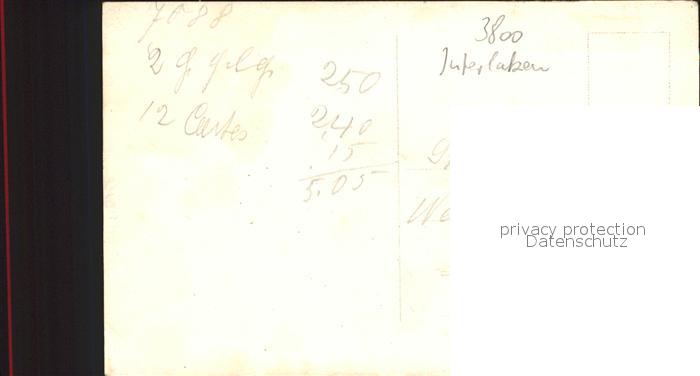 7088
2 250
12 Cartes 2,40
15
5.05
3800
Interlaken
privacy protection
Datenschutz